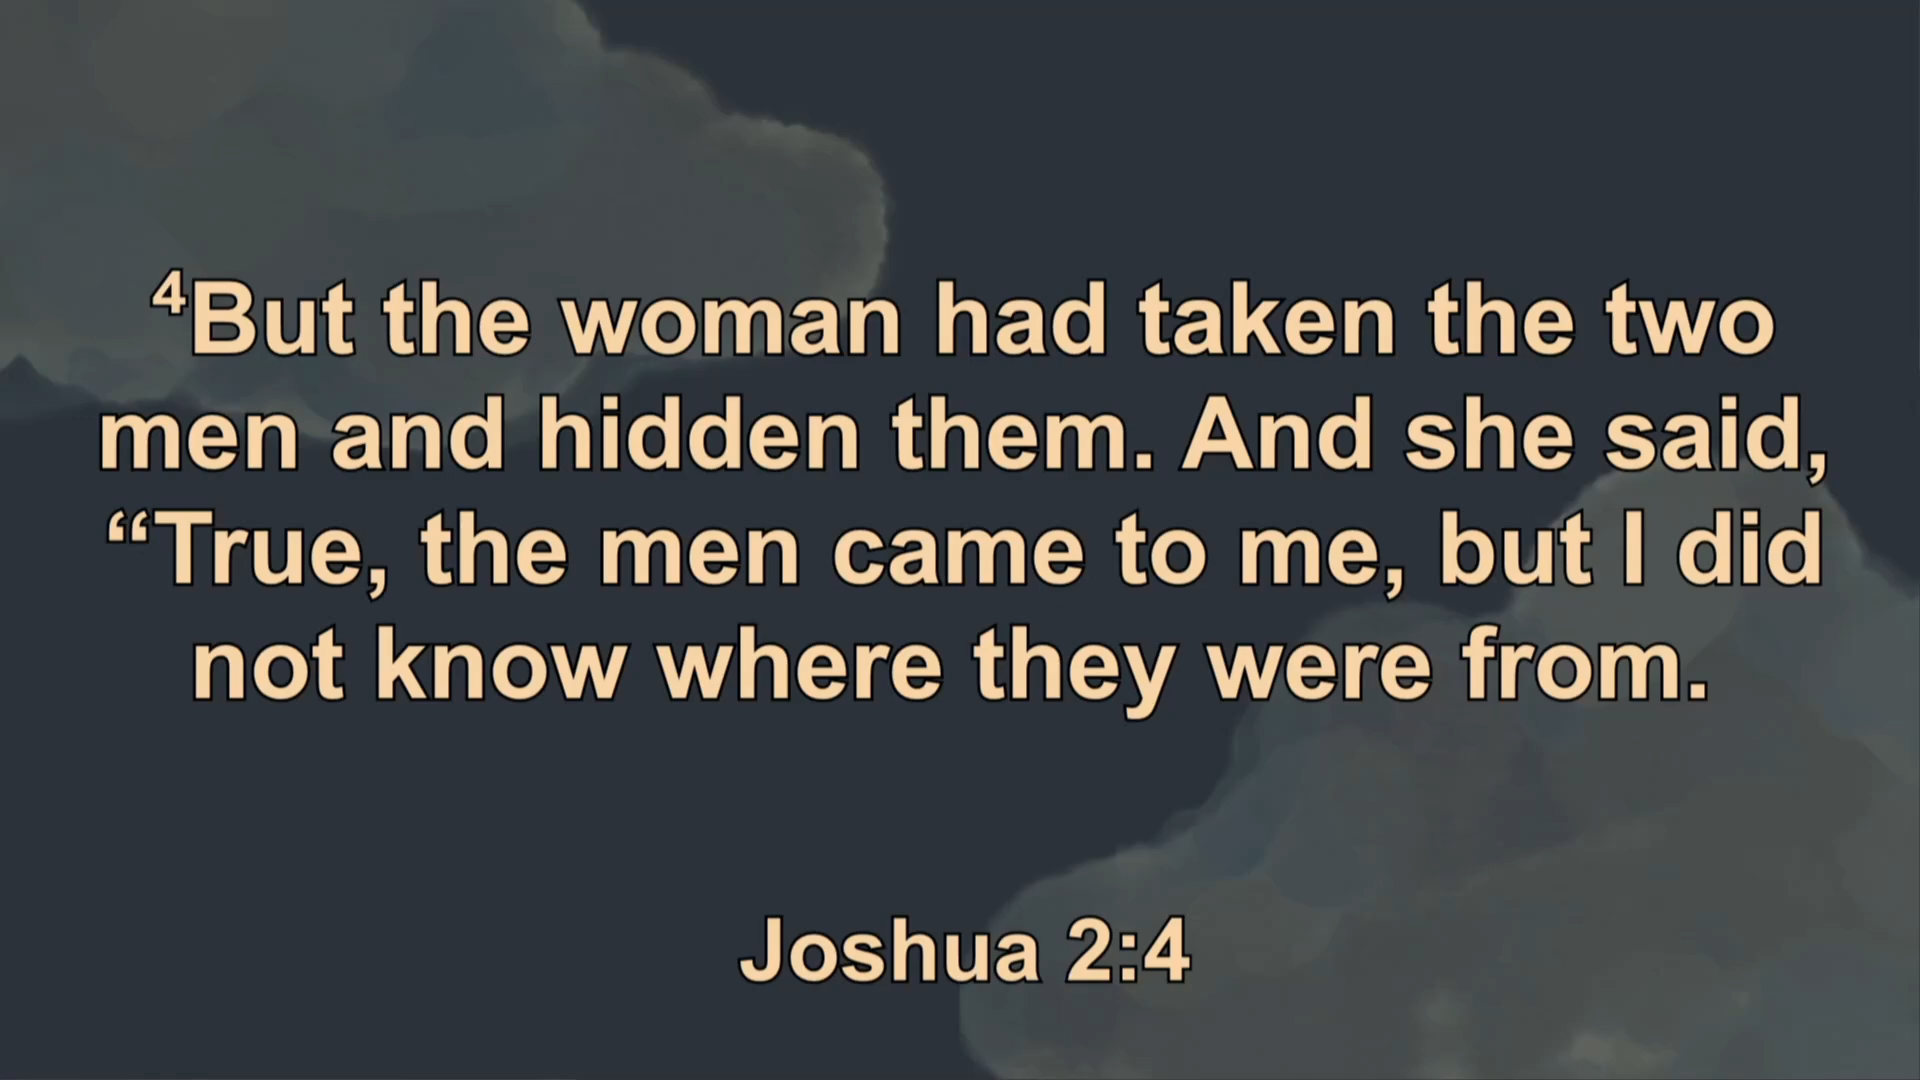 ⁴But the woman had taken the two
men and hidden them. And she said,
“True, the men came to me, but I did
not know where they were from.
Joshua 2:4